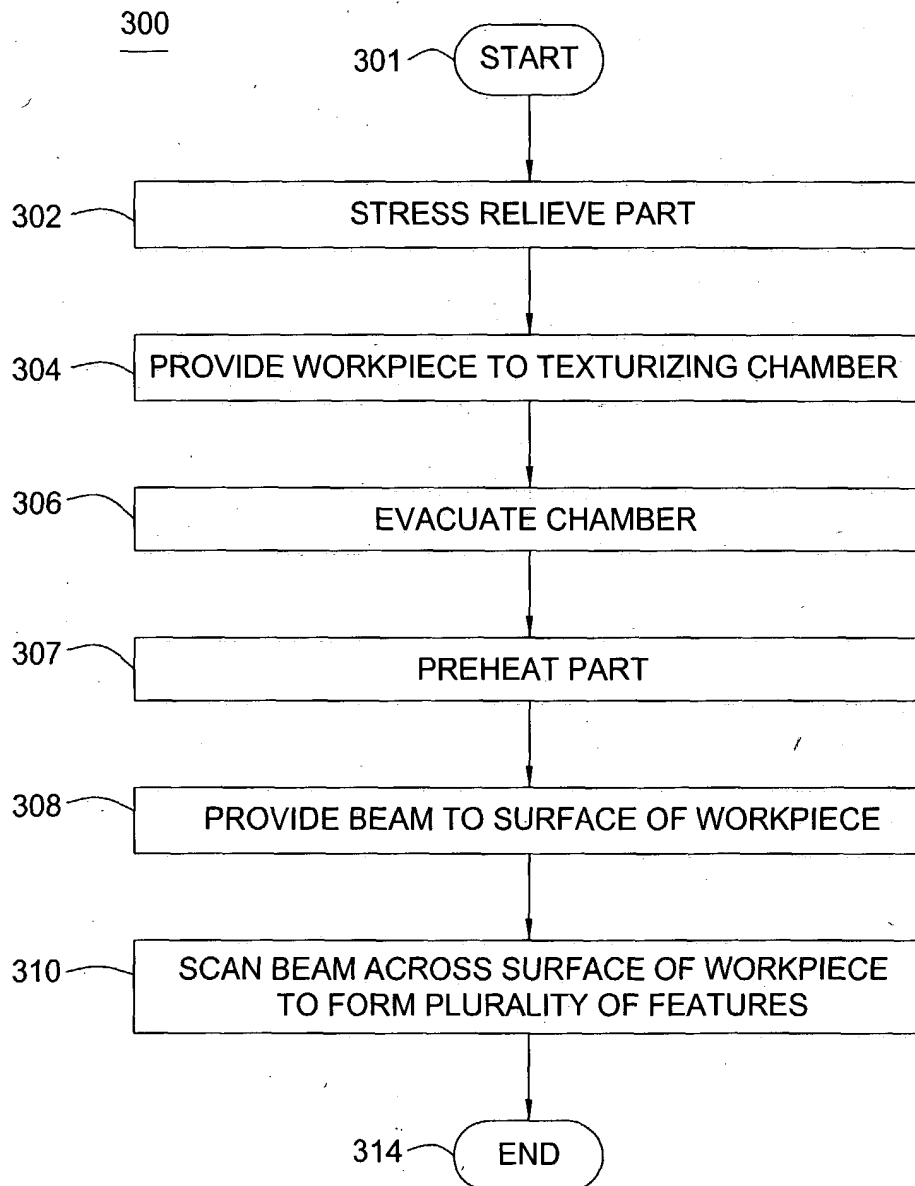 300
301 START
302 STRESS RELIEVE PART
304 PROVIDE WORKPIECE TO TEXTURIZING CHAMBER
306 EVACUATE CHAMBER
307 PREHEAT PART
308 PROVIDE BEAM TO SURFACE OF WORKPIECE
310 SCAN BEAM ACROSS SURFACE OF WORKPIECE
TO FORM PLURALITY OF FEATURES
314 END